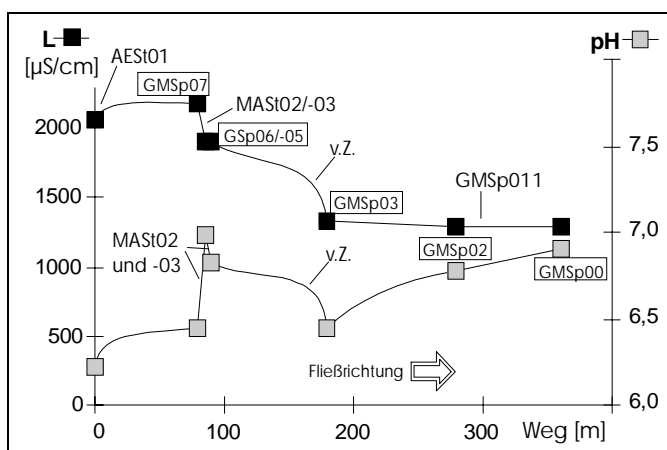 L
pH
[µS/cm]
AESt01
GMSp07
MASt02/-03
GSp06/-05
v.Z.
GMSp011
GMSp03
MASt02
und -03
v.Z.
GMSp02
GMSp00
Fließrichtung
2000
1500
1000
500
0
7,5
7,0
6,5
6,0
0
100
200
300
Weg [m]